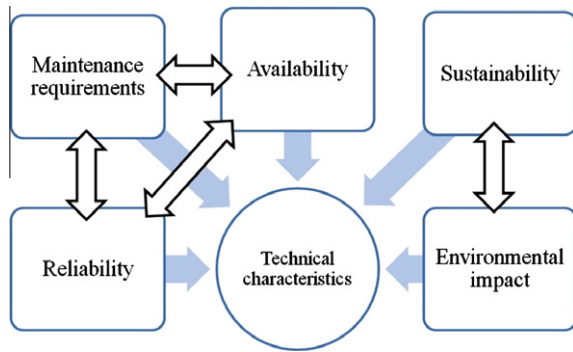 Maintenance
requirements
Availability
Sustainability
Reliability
Technical
characteristics
Environmental
impact